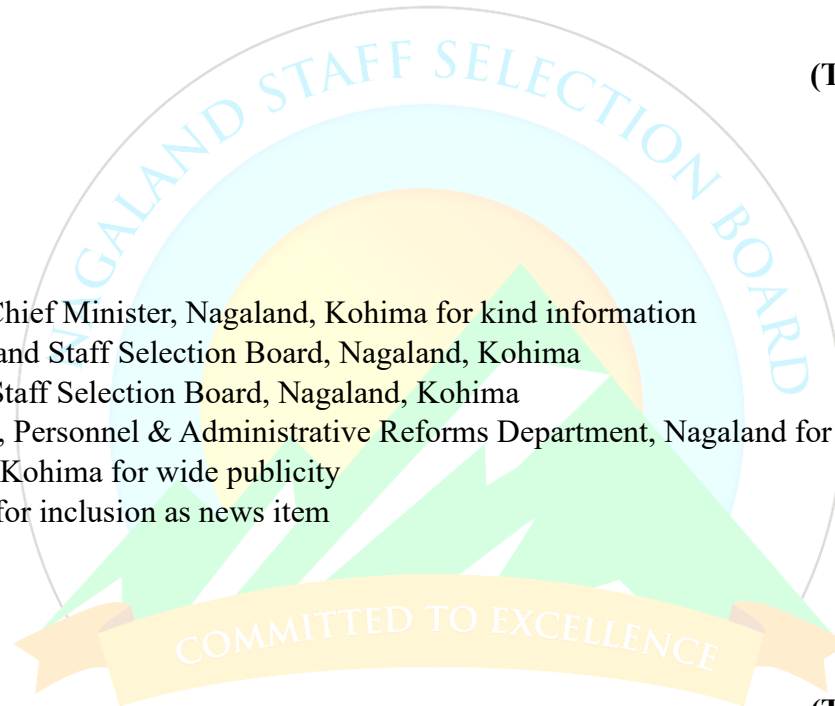 NAGALAND STAFF SELECTION BOARD
(T
Chief Minister, Nagaland, Kohima for kind information
and Staff Selection Board, Nagaland, Kohima
Staff Selection Board, Nagaland, Kohima
, Personnel & Administrative Reforms Department, Nagaland for
Kohima for wide publicity
for inclusion as news item
COMMITTED TO EXCELLENCE